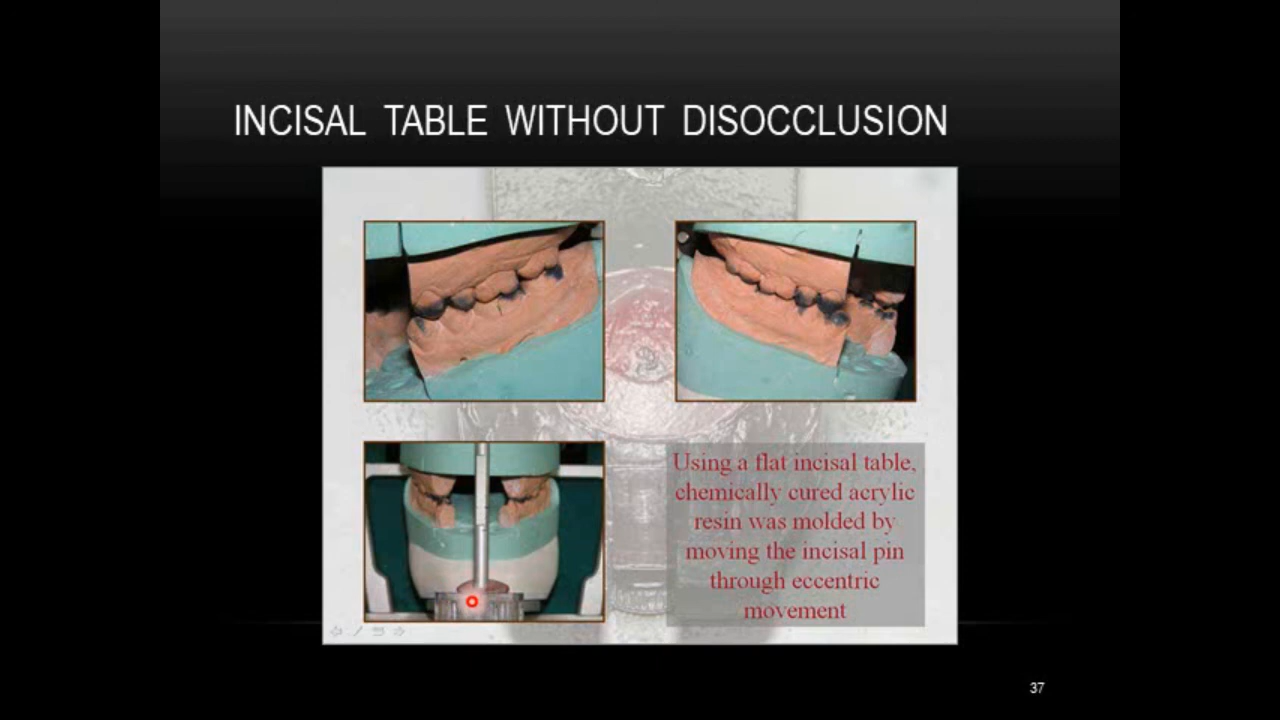 INCISAL TABLE WITHOUT DISOCCLUSION
Using a flat incisal table,
chemically cured acrylic
resin was molded by
moving the incisal pin
through eccentric
movement
37